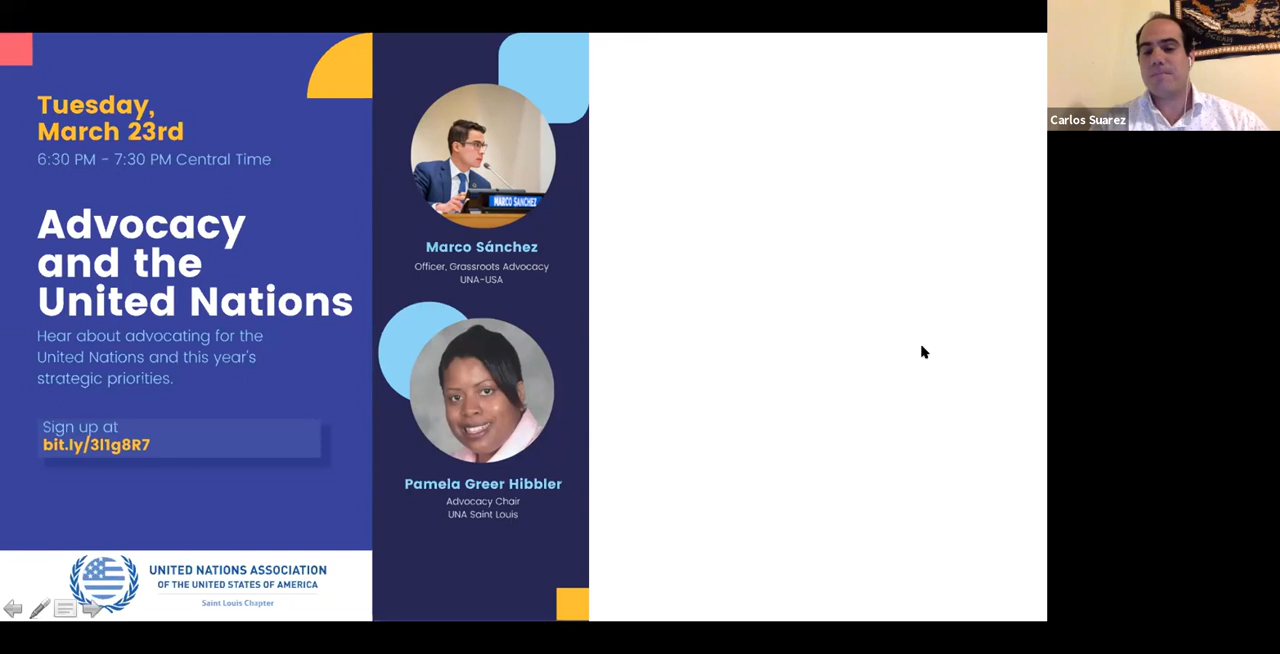 Tuesday,
March 23rd
6:30 PM - 7:30 PM Central Time
Advocacy
and the
United Nations
Hear about advocating for the
United Nations and this year's
strategic priorities.
Sign up at
bit.ly/3l1g8R7
UNITED NATIONS ASSOCIATION
OF THE UNITED STATES OF AMERICA
Saint Louis Chapter
MARCO SANCHEZ
Marco Sánchez
Officer, Grassroots Advocacy
UNA-USA
Pamela Greer Hibbler
Advocacy Chair
UNA Saint Louis
Carlos Suarez